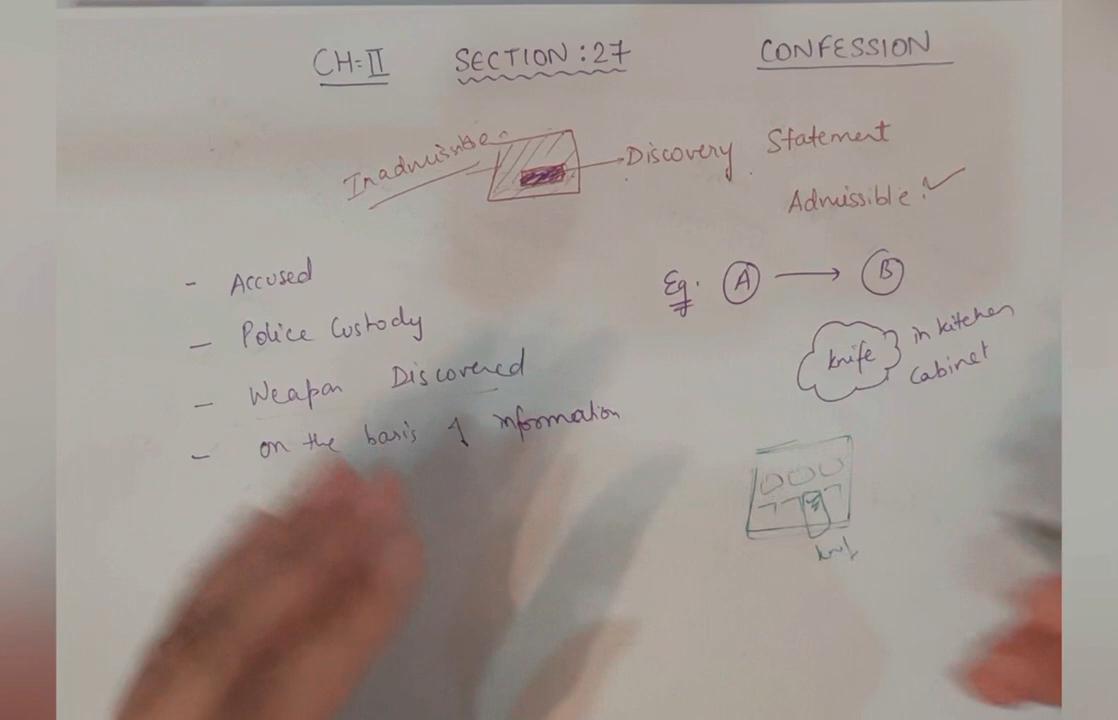 CH=II SECTION : 27 CONFESSION
Inadmissible
Discovery Statement
Admissible.
- Accused
- Police Custody
- Weapon Discovered
- on the basis of information
Eg. A → B
knife in kitchen
cabinet